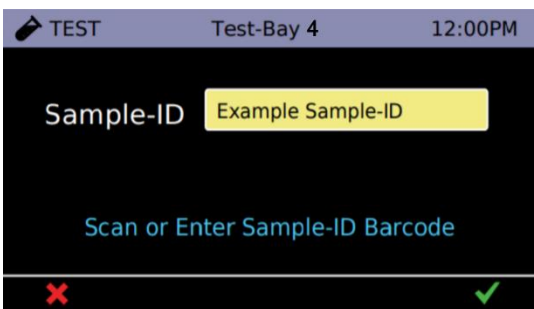 TEST Test-Bay 4 12:00PM
Sample-ID Example Sample-ID
Scan or Enter Sample-ID Barcode